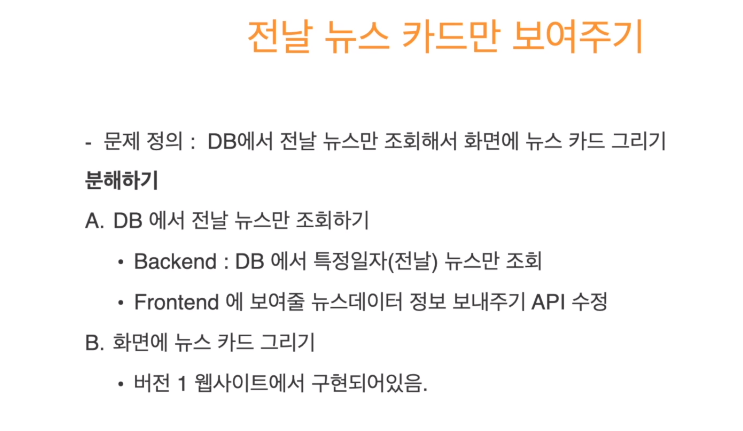 전날 뉴스 카드만 보여주기
- 문제 정의 : DB에서 전날 뉴스만 조회해서 화면에 뉴스 카드 그리기
분해하기
A. DB 에서 전날 뉴스만 조회하기
• Backend : DB 에서 특정일자(전날) 뉴스만 조회
• Frontend 에 보여줄 뉴스데이터 정보 보내주기 API 수정
B. 화면에 뉴스 카드 그리기
• 버전 1 웹사이트에서 구현되어있음.